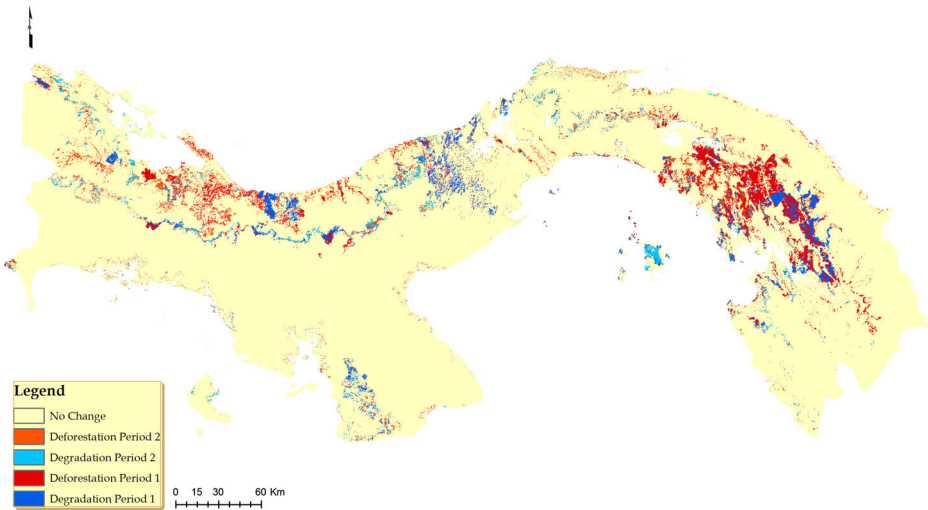 Legend
No Change
Deforestation Period 2
Degradation Period 2
Deforestation Period 1
Degradation Period 1
0 15 30 60 Km